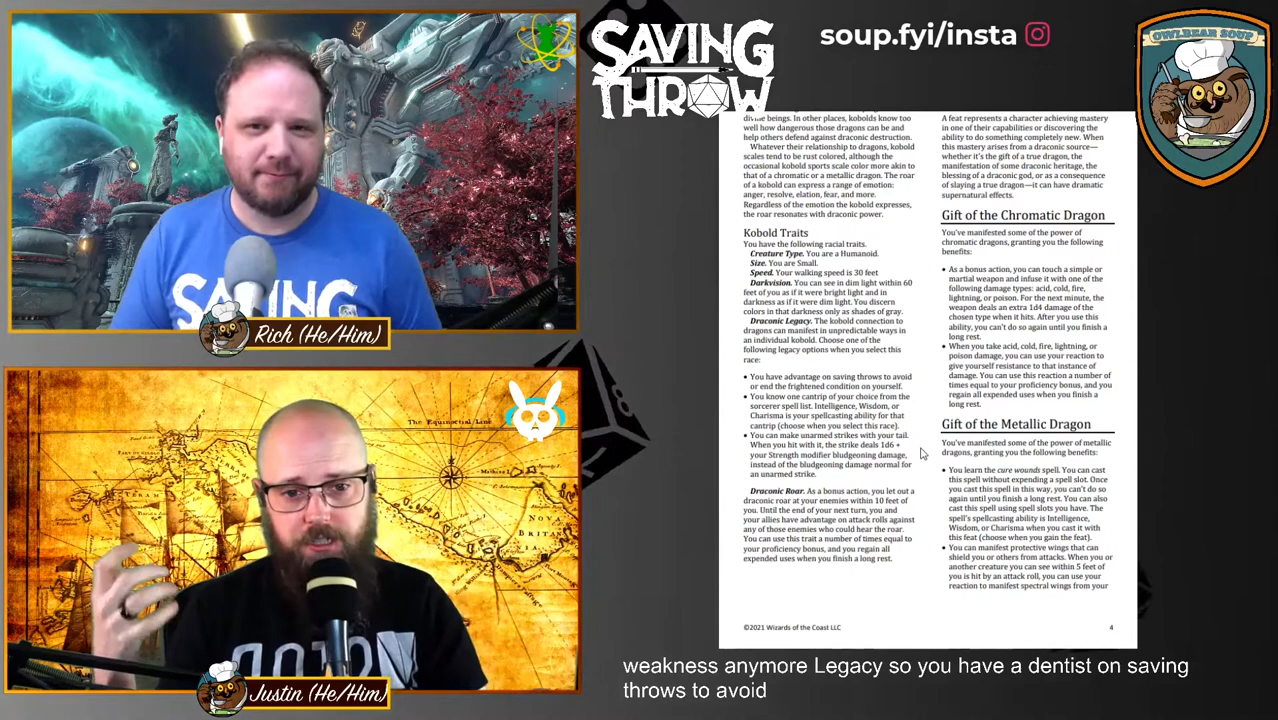 SAVING
THROW
soup.fyi/insta
OWLBEAR SOUP
SAVING
Rich (He/Him)
The Equinoctial Line
Justin (He/Him)
divine beings. In other places, kobolds know too
well how dangerous those dragons can be and
help others defend against draconic destruction.
Whatever their relationship to dragons, kobold
scales tend to be rust colored, although the
occasional kobold sports scale color more akin to
that of a chromatic or a metallic dragon. The roar
of a kobold can express a range of emotion:
anger, resolve, elation, fear, and more.
Regardless of the emotion the kobold expresses,
the roar resonates with draconic power.
Kobold Traits
You have the following racial traits.
Creature Type. You are a Humanoid.
Size. You are Small.
Speed. Your walking speed is 30 feet
Darkvision. You can see in dim light within 60
feet of you as if it were bright light and in
darkness as if it were dim light. You discern
colors in that darkness only as shades of gray.
Draconic Legacy. The kobold connection to
dragons can manifest in unpredictable ways in
an individual kobold. Choose one of the
following legacy options when you select this
race:
• You have advantage on saving throws to avoid
or end the frightened condition on yourself.
• You know one cantrip of your choice from the
sorcerer spell list. Intelligence, Wisdom, or
Charisma is your spellcasting ability for that
cantrip (choose when you select this race).
• You can make unarmed strikes with your tail.
When you hit with it, the strike deals 1d6 +
your Strength modifier bludgeoning damage,
instead of the bludgeoning damage normal for
an unarmed strike.
Draconic Roar. As a bonus action, you let out a
draconic roar at your enemies within 10 feet of
you. Until the end of your next turn, you and
your allies have advantage on attack rolls against
any of those enemies who could hear the roar.
You can use this trait a number of times equal to
your proficiency bonus, and you regain all
expended uses when you finish a long rest.
A feat represents a character achieving mastery
in one of their capabilities or discovering the
ability to do something completely new. When
this mastery arises from a draconic source—
whether it's the gift of a true dragon, the
manifestation of some draconic heritage, the
blessing of a draconic god, or as a consequence
of slaying a true dragon—it can have dramatic
supernatural effects.
Gift of the Chromatic Dragon
You've manifested some of the power of
chromatic dragons, granting you the following
benefits:
• As a bonus action, you can touch a simple or
martial weapon and infuse it with one of the
following damage types: acid, cold, fire,
lightning, or poison. For the next minute, the
weapon deals an extra 1d4 damage of the
chosen type when it hits. After you use this
ability, you can't do so again until you finish a
long rest.
• When you take acid, cold, fire, lightning, or
poison damage, you can use your reaction to
give yourself resistance to that instance of
damage. You can use this reaction a number of
times equal to your proficiency bonus, and you
regain all expended uses when you finish a
long rest.
Gift of the Metallic Dragon
You've manifested some of the power of metallic
dragons, granting you the following benefits:
• You learn the cure wounds spell. You can cast
this spell without expending a spell slot. Once
you cast this spell in this way, you can't do so
again until you finish a long rest. You can also
cast this spell using spell slots you have. The
spell's spellcasting ability is Intelligence,
Wisdom, or Charisma when you cast it with
this feat (choose when you gain the feat).
• You can manifest protective wings that can
shield you or others from attacks. When you or
another creature you can see within 5 feet of
you is hit by an attack roll, you can use your
reaction to manifest spectral wings from your
©2021 Wizards of the Coast LLC
4
weakness anymore Legacy so you have a dentist on saving
throws to avoid